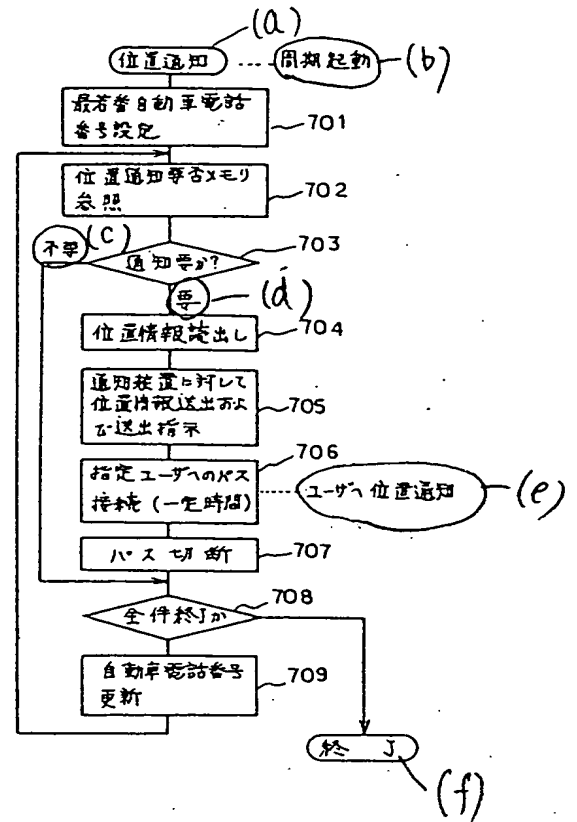 (a)
位置通知
周期起動
(b)
最若番自動車電話
番号設定
701
位置通知要否メモリ
参照
702
不要
(c)
通知要か?
703
要
(d)
位置情報読出し
704
通知装置に対して
位置情報送出およ
び送出指示
705
指定ユーザへのパス
接続(一定時間)
706
ユーザへ位置通知
(e)
パス切断
707
全件終了か
708
自動車電話番号
更新
709
終了
(f)